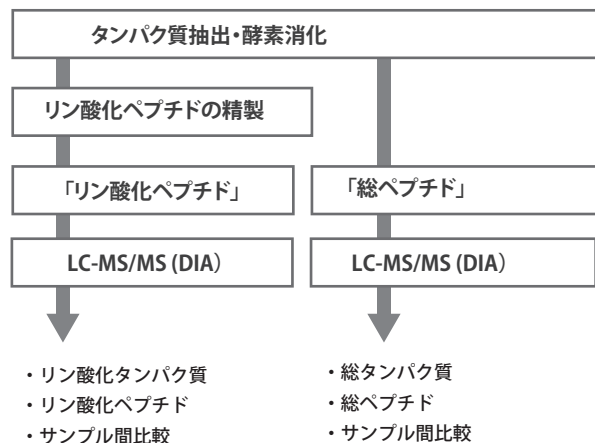 タンパク質抽出・酵素消化
リン酸化ペプチドの精製
「リン酸化ペプチド」
「総ペプチド」
LC-MS/MS (DIA）
LC-MS/MS (DIA）
・リン酸化タンパク質
・リン酸化ペプチド
・サンプル間比較
・総タンパク質
・総ペプチド
・サンプル間比較